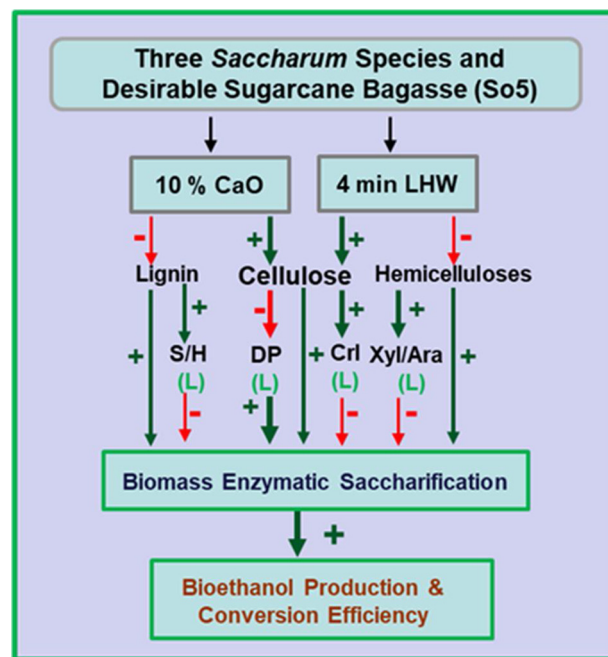 Three Saccharum Species and
Desirable Sugarcane Bagasse (So5)
10 % CaO
4 min LHW
- + + -
Lignin
Cellulose
Hemicelluloses
+ - + +
+ + +
S/H
DP
CrI
Xyl/Ara
(L)
(L)
(L)
(L)
- + - -
Biomass Enzymatic Saccharification
+
Bioethanol Production &
Conversion Efficiency